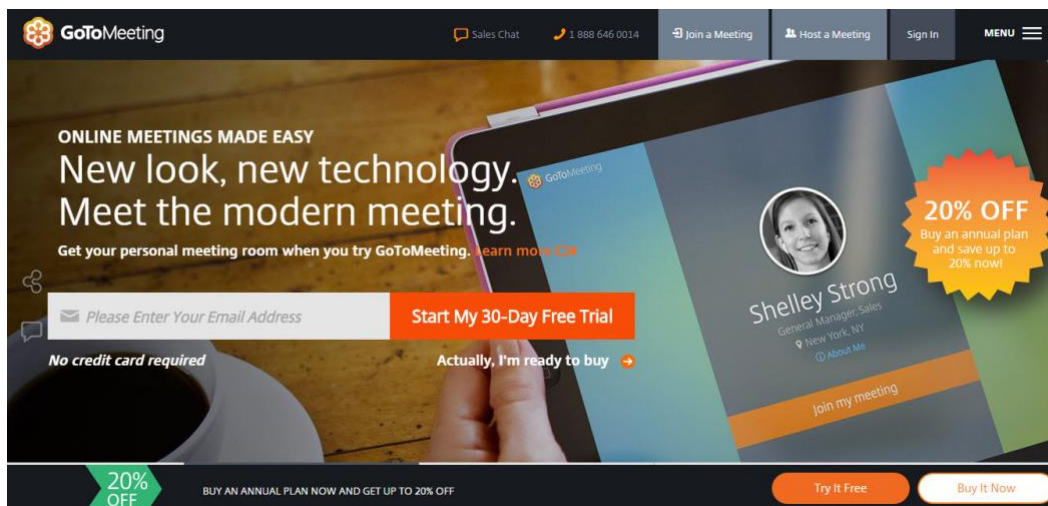 GoToMeeting
Sales Chat
1 888 646 0014
Join a Meeting
Host a Meeting
Sign In
MENU
ONLINE MEETINGS MADE EASY
New look, new technology.
Meet the modern meeting.
Get your personal meeting room when you try GoToMeeting. Learn more
Please Enter Your Email Address
Start My 30-Day Free Trial
No credit card required
Actually, I'm ready to buy
GoToMeeting
Shelley Strong
General Manager, Sales
New York, NY
About Me
Join my meeting
20% OFF
Buy an annual plan
and save up to
20% now!
20%
OFF
BUY AN ANNUAL PLAN NOW AND GET UP TO 20% OFF
Try It Free
Buy It Now